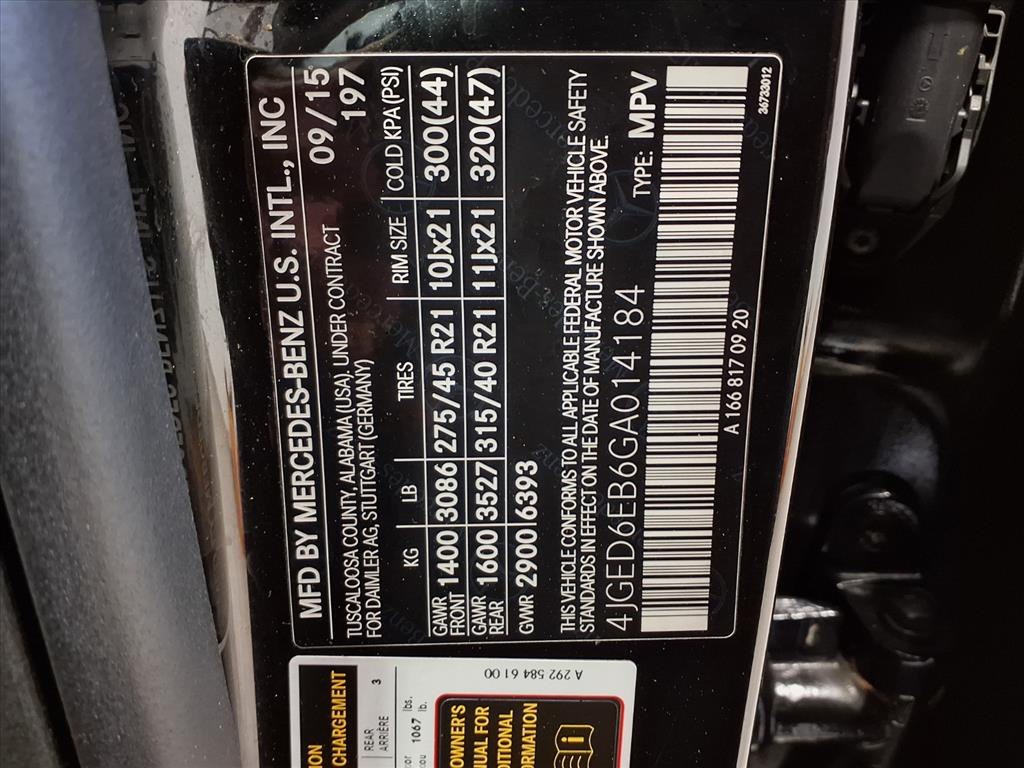 MFD BY MERCEDES-BENZ U.S. INTL., INC
TUSCALOOSA COUNTY, ALABAMA (USA), UNDER CONTRACT 09/15
FOR DAIMLER AG, STUTTGART (GERMANY) 197
KG LB TIRES RIM SIZE COLD KPA (PSI)
GAWR FRONT 1400 3086 275/45 R21 10Jx21 300(44)
GAWR REAR 1600 3527 315/40 R21 11Jx21 320(47)
GVWR 2900 6393
THIS VEHICLE CONFORMS TO ALL APPLICABLE FEDERAL MOTOR VEHICLE SAFETY
STANDARDS IN EFFECT ON THE DATE OF MANUFACTURE SHOWN ABOVE.
4JGED6EB6GA014184 TYPE: MPV
A 166 817 09 20 36733012
CHARGEMENT
REAR 3
ARRIÈRE
1067 lbs.
lb.
OWNER'S
FOR
A 292 584 61 00